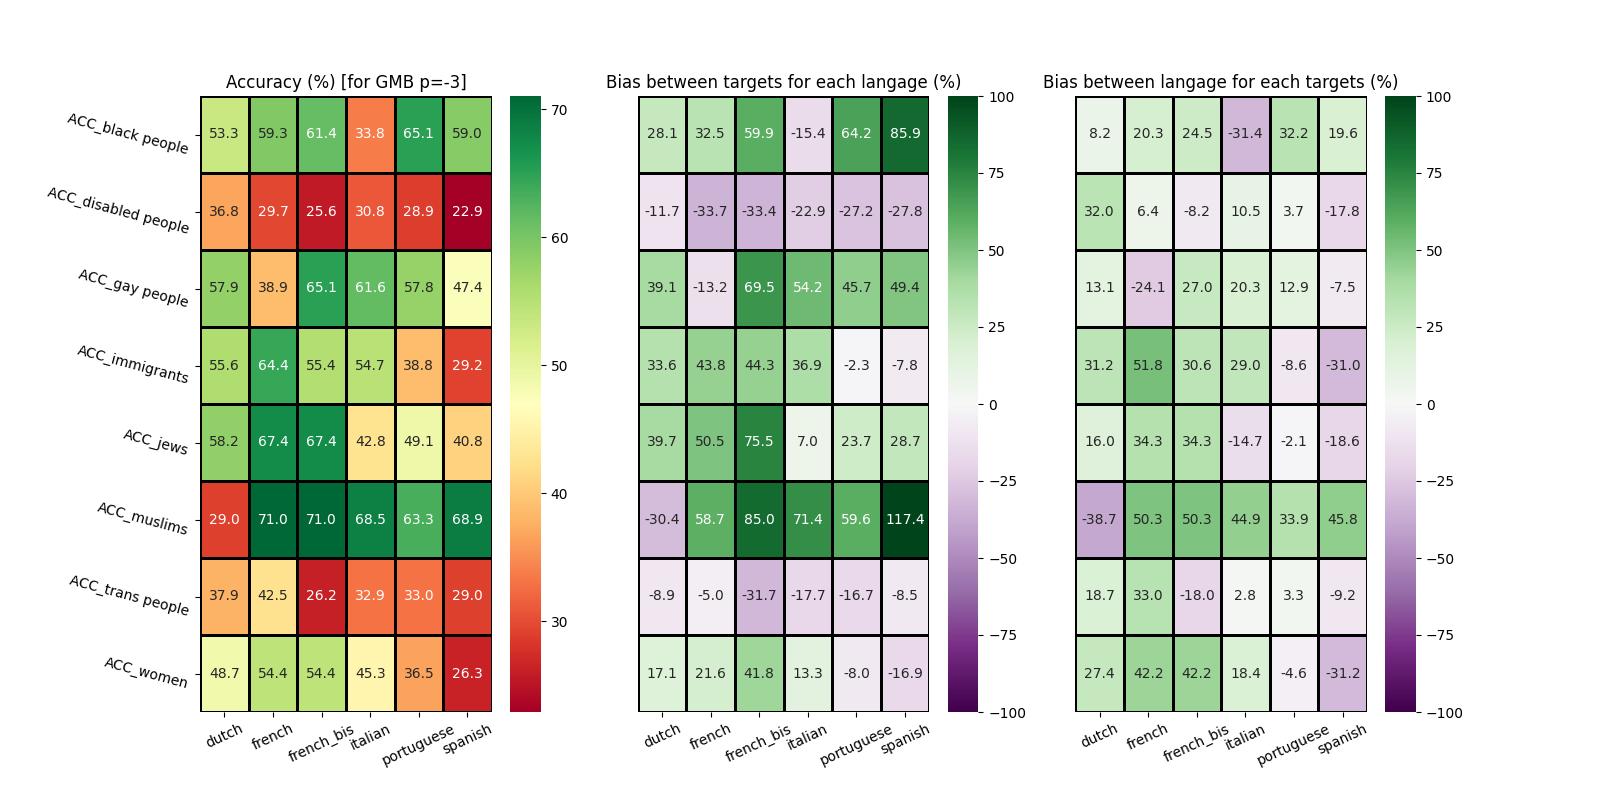 Accuracy (%) [for GMB p=-3]
Bias between targets for each langage (%)
Bias between langage for each targets (%)
ACC_black people 53.3 59.3 61.4 33.8 65.1 59.0 28.1 32.5 59.9 -15.4 64.2 85.9 8.2 20.3 24.5 -31.4 32.2 19.6
ACC_disabled people 36.8 29.7 25.6 30.8 28.9 22.9 -11.7 -33.7 -33.4 -22.9 -27.2 -27.8 32.0 6.4 -8.2 10.5 3.7 -17.8
ACC_gay people 57.9 38.9 65.1 61.6 57.8 47.4 39.1 -13.2 69.5 54.2 45.7 49.4 13.1 -24.1 27.0 20.3 12.9 -7.5
ACC_immigrants 55.6 64.4 55.4 54.7 38.8 29.2 33.6 43.8 44.3 36.9 -2.3 -7.8 31.2 51.8 30.6 29.0 -8.6 -31.0
ACC_jews 58.2 67.4 67.4 42.8 49.1 40.8 39.7 50.5 75.5 7.0 23.7 28.7 16.0 34.3 34.3 -14.7 -2.1 -18.6
ACC_muslims 29.0 71.0 71.0 68.5 63.3 68.9 -30.4 58.7 85.0 71.4 59.6 117.4 -38.7 50.3 50.3 44.9 33.9 45.8
ACC_trans people 37.9 42.5 26.2 32.9 33.0 29.0 -8.9 -5.0 -31.7 -17.7 -16.7 -8.5 18.7 33.0 -18.0 2.8 3.3 -9.2
ACC_women 48.7 54.4 54.4 45.3 36.5 26.3 17.1 21.6 41.8 13.3 -8.0 -16.9 27.4 42.2 42.2 18.4 -4.6 -31.2
70
60
50
40
30
100
75
50
25
0
−25
−50
−75
−100
100
75
50
25
0
−25
−50
−75
−100
dutch french french_bis italian portuguese spanish
dutch french french_bis italian portuguese spanish
dutch french french_bis italian portuguese spanish